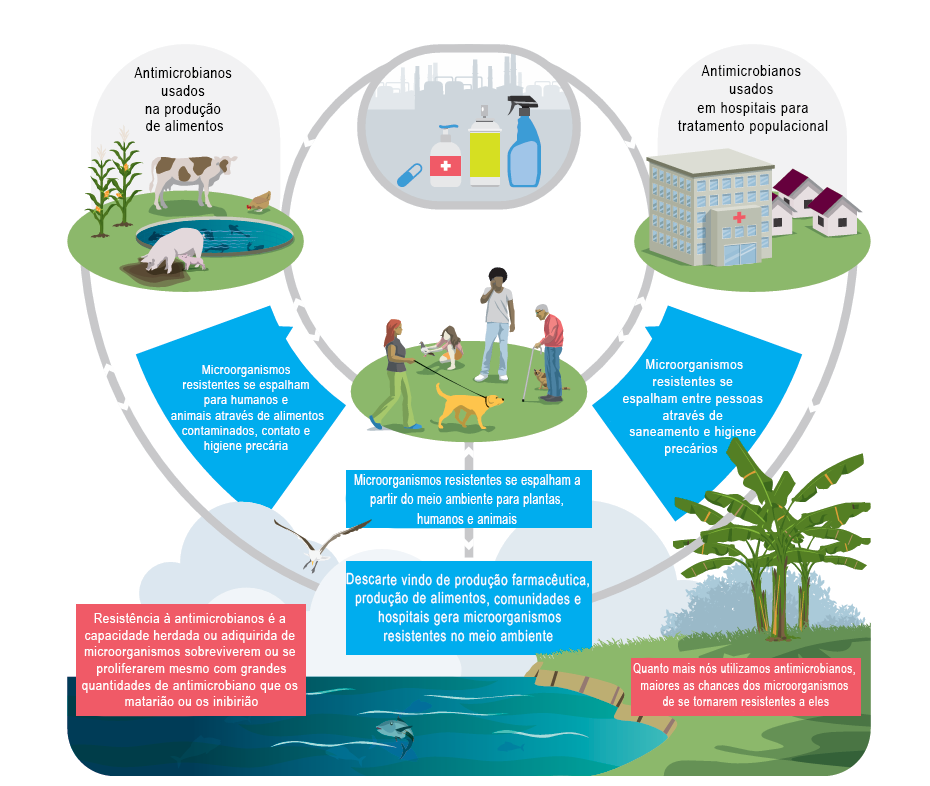 Antimicrobianos
usados
na produção
de alimentos
Antimicrobianos
usados
em hospitais para
tratamento populacional
Microorganismos
resistentes se espalham
para humanos e
animais através de alimentos
contaminados, contato e
higiene precária
Microorganismos
resistentes se
espalham entre pessoas
através de
saneamento e higiene
precários
Microorganismos resistentes se espalham a
partir do meio ambiente para plantas,
humanos e animais
Descarte vindo de produção farmacêutica,
produção de alimentos, comunidades e
hospitais gera microorganismos
resistentes no meio ambiente
Resistência à antimicrobianos é a
capacidade herdada ou adiquirida de
microorganismos sobreviverem ou se
proliferarem mesmo com grandes
quantidades de antimicrobiano que os
matarião ou os inibirião
Quanto mais nós utilizamos antimicrobianos,
maiores as chances dos microorganismos
de se tornarem resistentes a eles